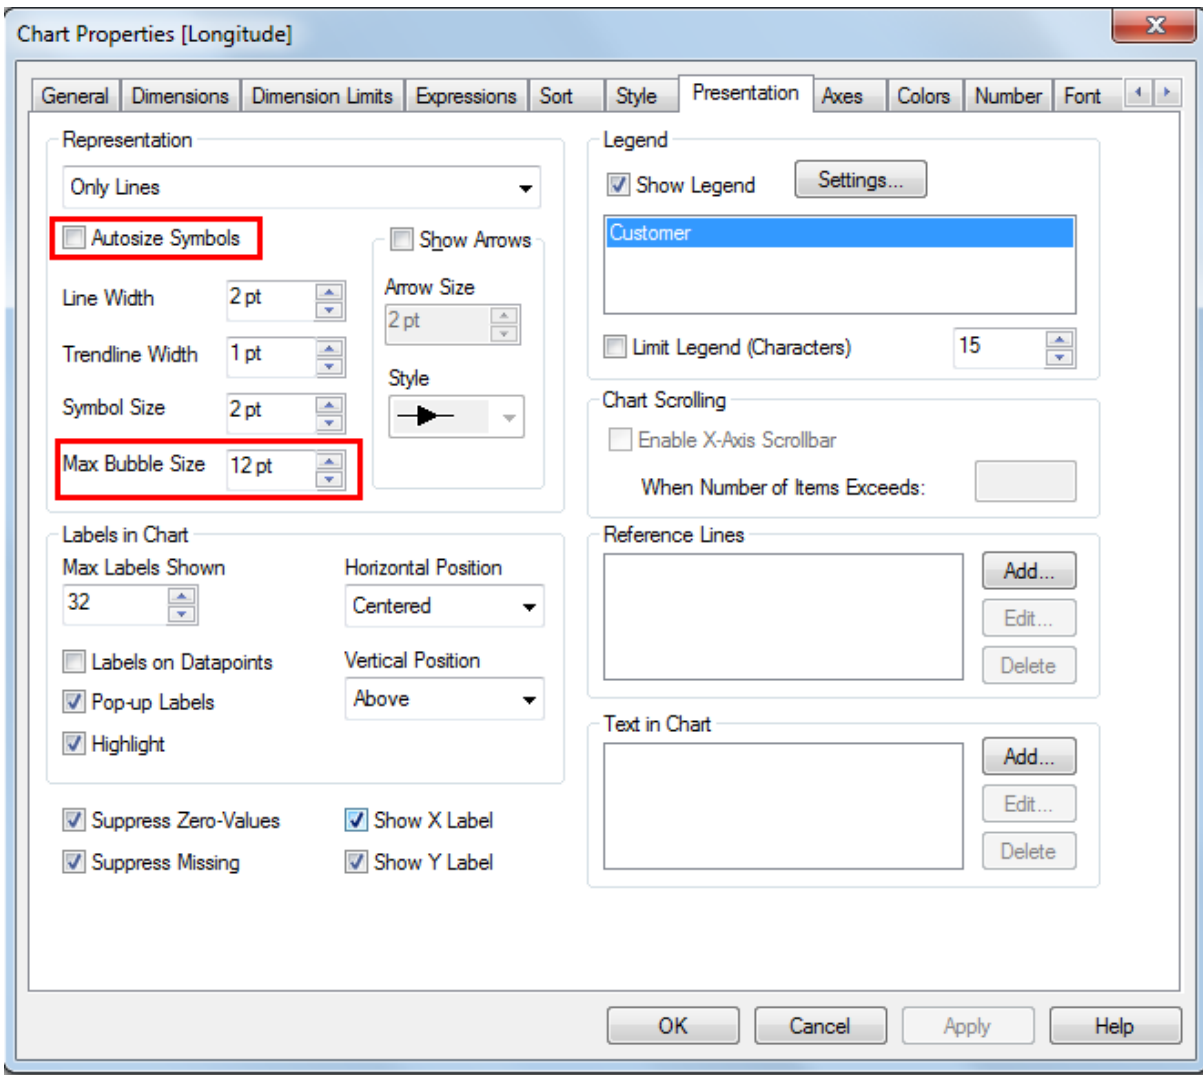 Chart Properties [Longitude]
General Dimensions Dimension Limits Expressions Sort Style Presentation Axes Colors Number Font
Representation
Only Lines
Autosize Symbols
Show Arrows
Line Width 2 pt
Arrow Size
2 pt
Trendline Width 1 pt
Style
Symbol Size 2 pt
Max Bubble Size 12 pt
Labels in Chart
Max Labels Shown
32
Horizontal Position
Centered
Labels on Datapoints
Vertical Position
Above
Pop-up Labels
Highlight
Suppress Zero-Values
Show X Label
Suppress Missing
Show Y Label
Legend
Show Legend Settings...
Customer
Limit Legend (Characters) 15
Chart Scrolling
Enable X-Axis Scrollbar
When Number of Items Exceeds:
Reference Lines
Add...
Edit...
Delete
Text in Chart
Add...
Edit...
Delete
OK Cancel Apply Help